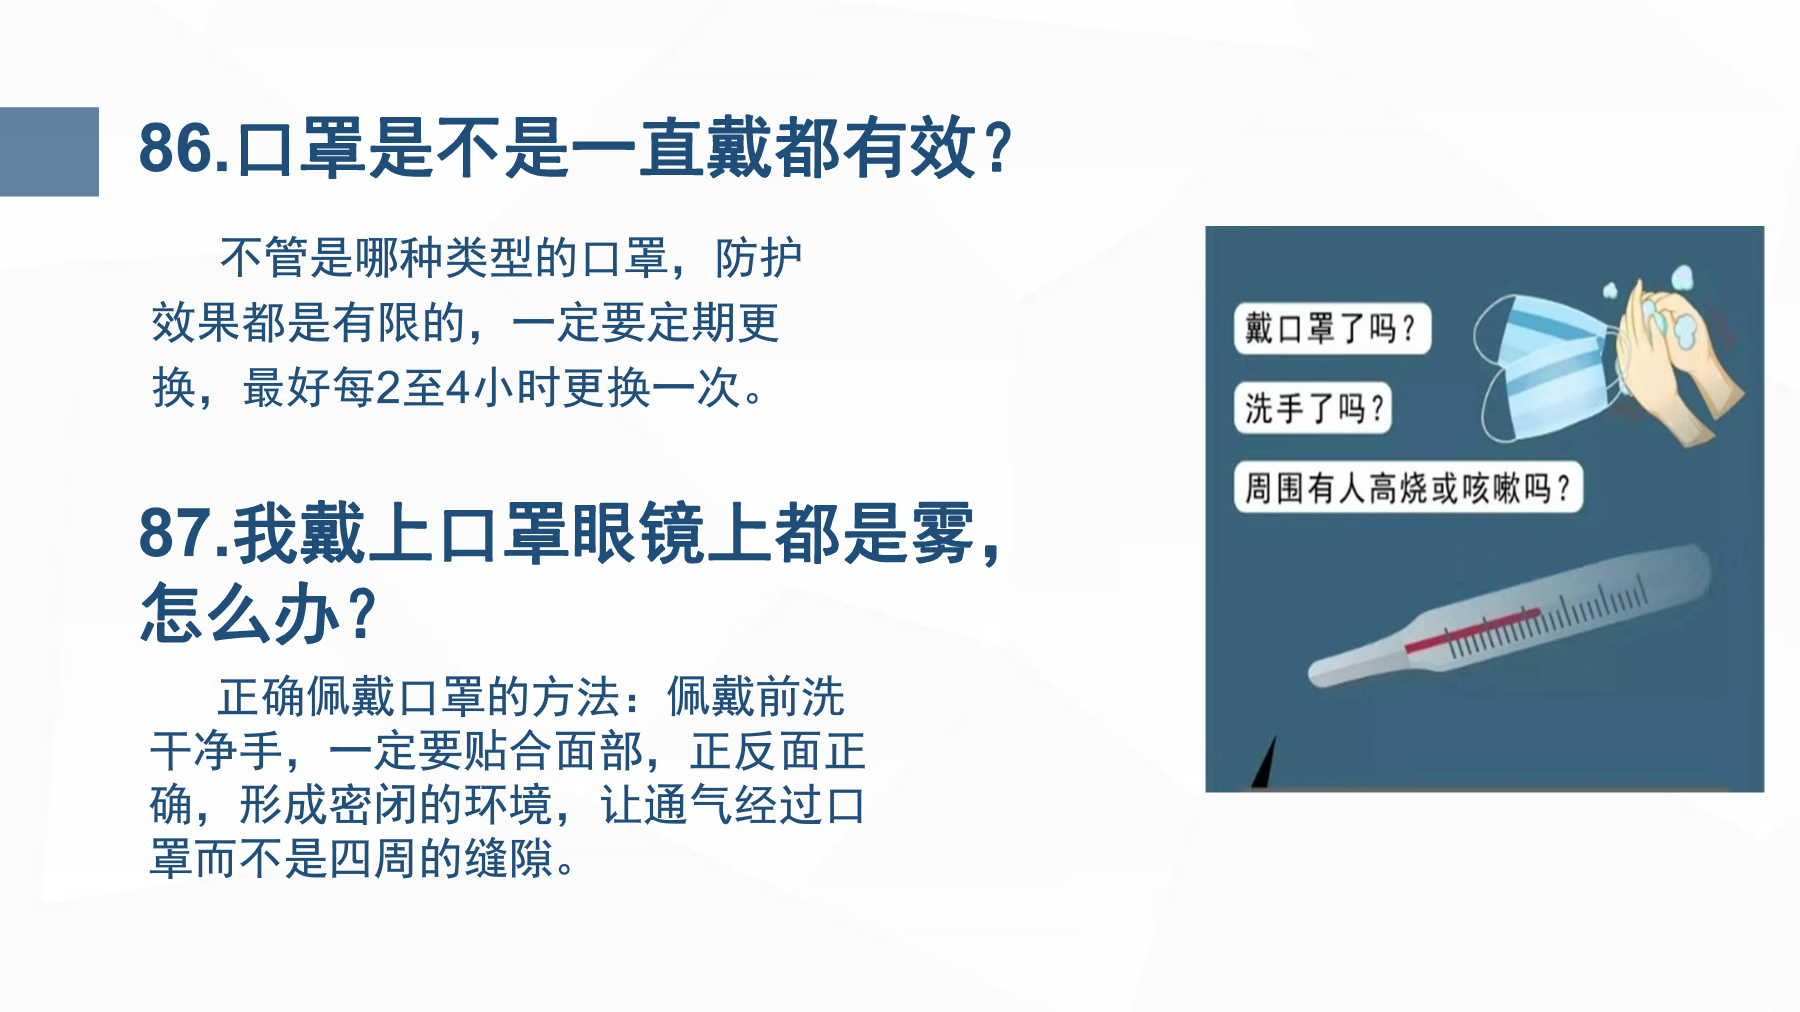 86.口罩是不是一直戴都有效？
不管是哪种类型的口罩，防护
效果都是有限的，一定要定期更
换，最好每2至4小时更换一次。
87.我戴上口罩眼镜上都是雾，
怎么办？
正确佩戴口罩的方法：佩戴前洗
干净手，一定要贴合面部，正反面正
确，形成密闭的环境，让通气经过口
罩而不是四周的缝隙。
戴口罩了吗？
洗手了吗？
周围有人高烧或咳嗽吗？